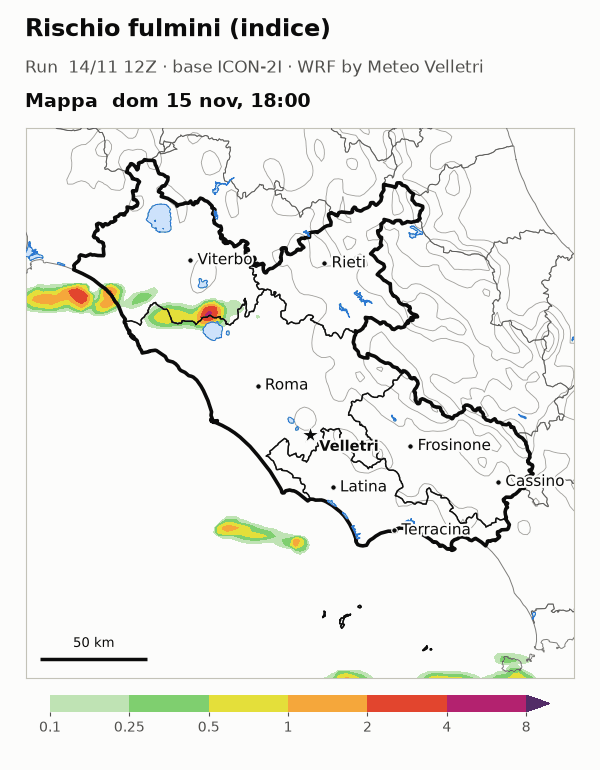 Rischio fulmini (indice)
Run  14/11 12Z · base ICON-2I · WRF by Meteo Velletri
Mappa  dom 15 nov, 18:00
Viterbo
Rieti
Roma
Velletri
Frosinone
Cassino
Latina
Terracina
50 km
0.1 0.25 0.5 1 2 4 8